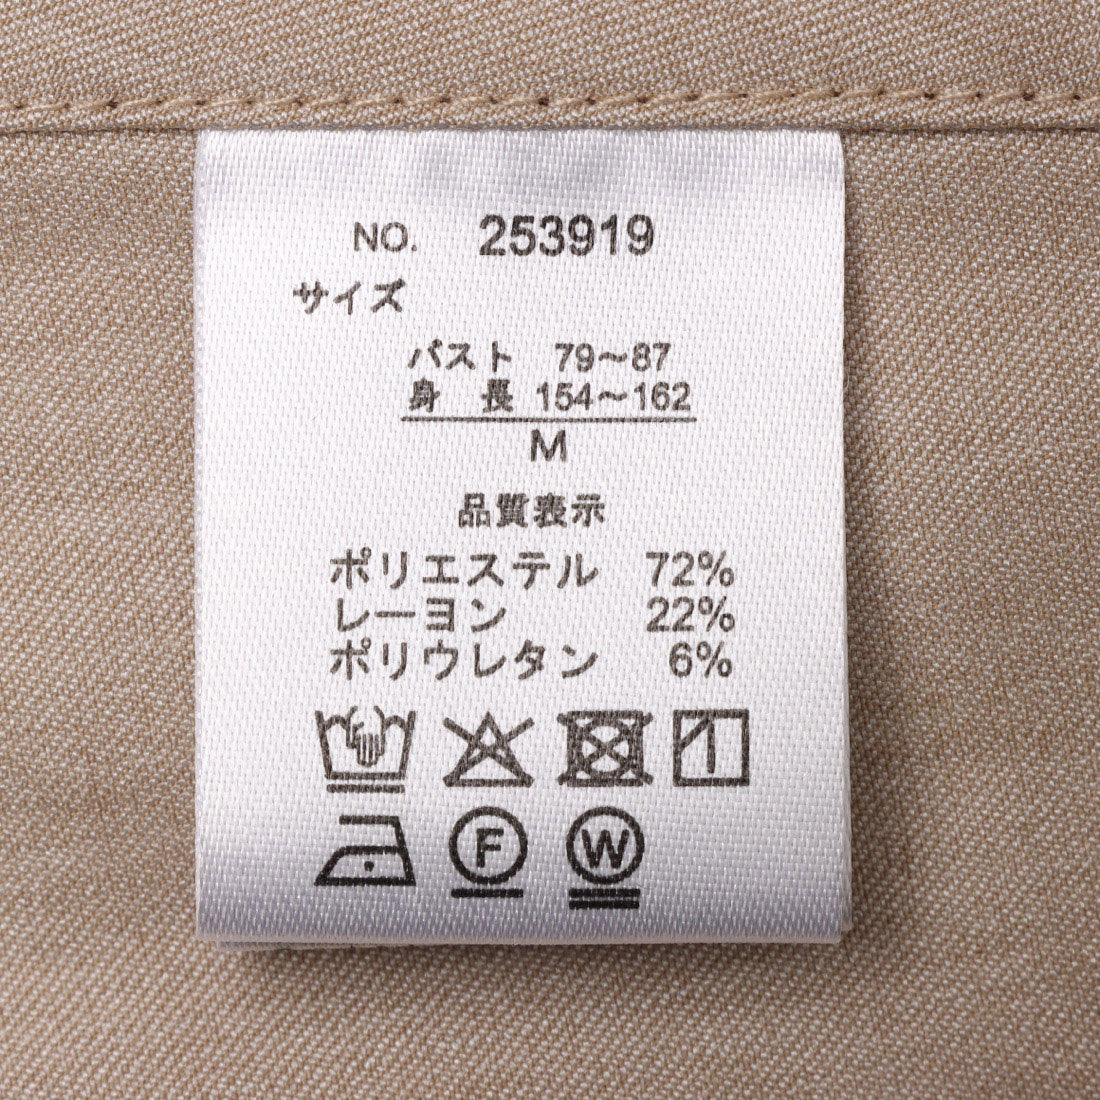 NO. 253919
サイズ
バスト 79～87
身 長 154～162
M
品質表示
ポリエステル 72%
レーヨン 22%
ポリウレタン 6%
F W